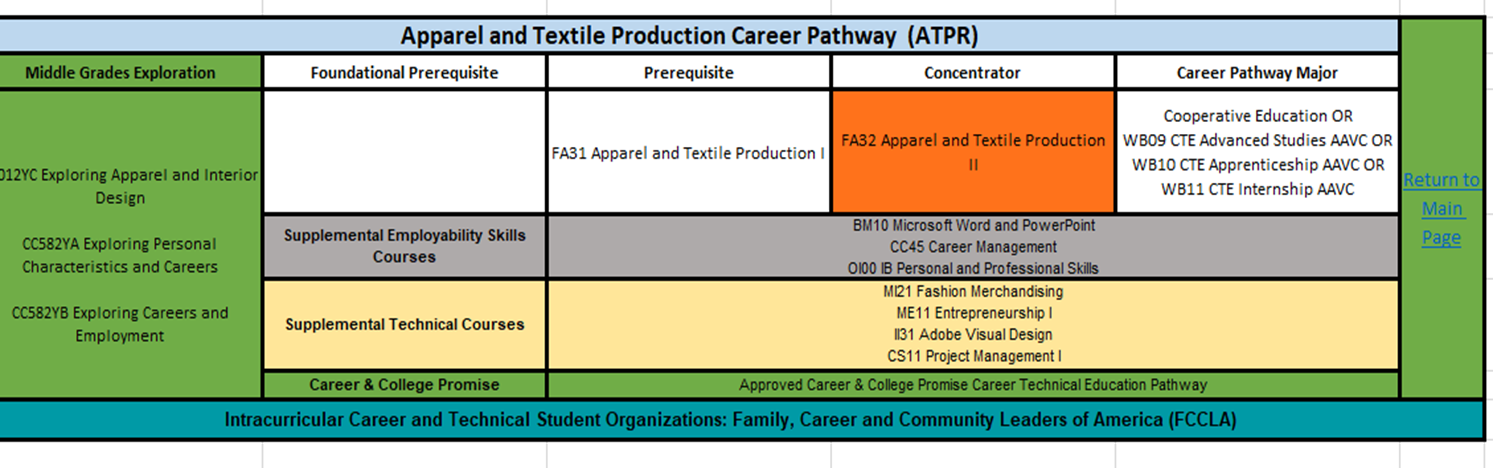 Apparel and Textile Production Career Pathway (ATPR)
Middle Grades Exploration
Foundational Prerequisite
Prerequisite
Concentrator
Career Pathway Major
012YC Exploring Apparel and Interior
Design
CC582YA Exploring Personal
Characteristics and Careers
CC582YB Exploring Careers and
Employment
FA31 Apparel and Textile Production I
FA32 Apparel and Textile Production
II
Cooperative Education OR
WB09 CTE Advanced Studies AAVC OR
WB10 CTE Apprenticeship AAVC OR
WB11 CTE Internship AAVC
Return to
Main
Page
Supplemental Employability Skills
Courses
BM10 Microsoft Word and PowerPoint
CC45 Career Management
OI00 IB Personal and Professional Skills
Supplemental Technical Courses
MI21 Fashion Merchandising
ME11 Entrepreneurship I
II31 Adobe Visual Design
CS11 Project Management I
Career & College Promise
Approved Career & College Promise Career Technical Education Pathway
Intracurricular Career and Technical Student Organizations: Family, Career and Community Leaders of America (FCCLA)